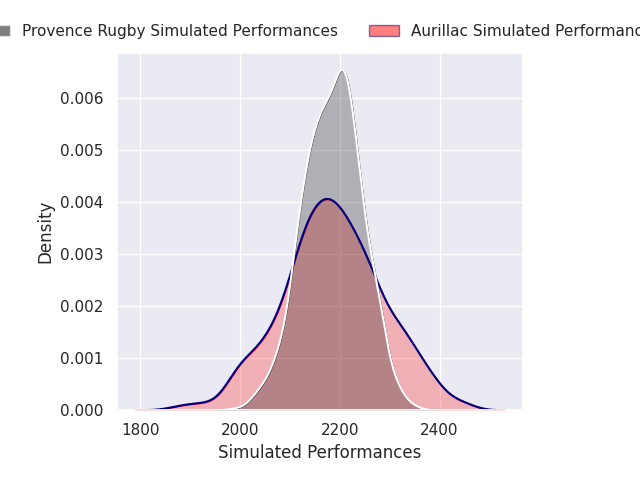 Provence Rugby Simulated Performances
Aurillac Simulated
0.006
0.005
0.004
0.003
0.002
0.001
0.000
Density
1800
2000
2200
2400
Simulated Performances